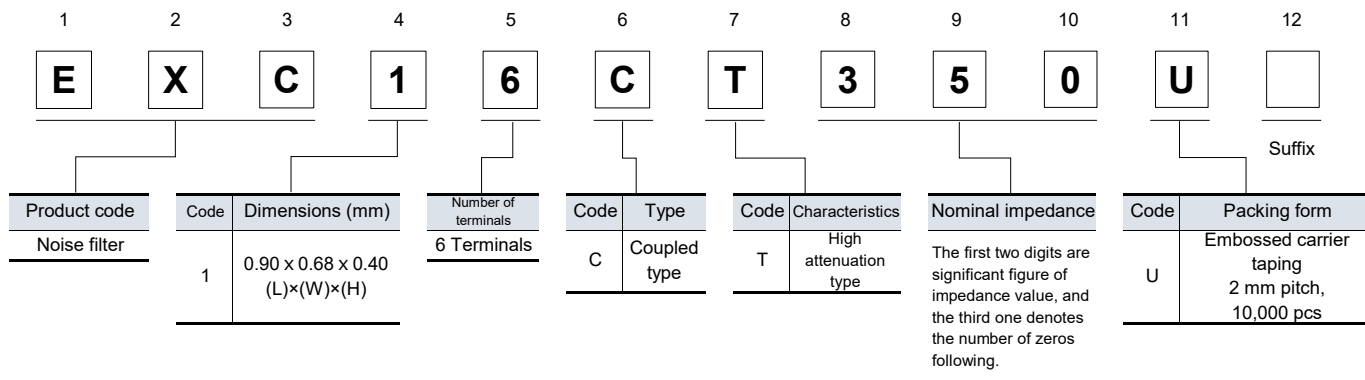 1 2 3 4 5 6 7 8 9 10 11 12
E X C 1 6 C T 3 5 0 U
Suffix
Product code
Noise filter
Code Dimensions (mm)
1 0.90 x 0.68 x 0.40
(L)×(W)×(H)
Number of
terminals
6 Terminals
Code Type
C Coupled
type
Code Characteristics
T High
attenuation
type
Nominal impedance
The first two digits are
significant figure of
impedance value, and
the third one denotes
the number of zeros
following.
Code Packing form
U Embossed carrier
taping
2 mm pitch,
10,000 pcs